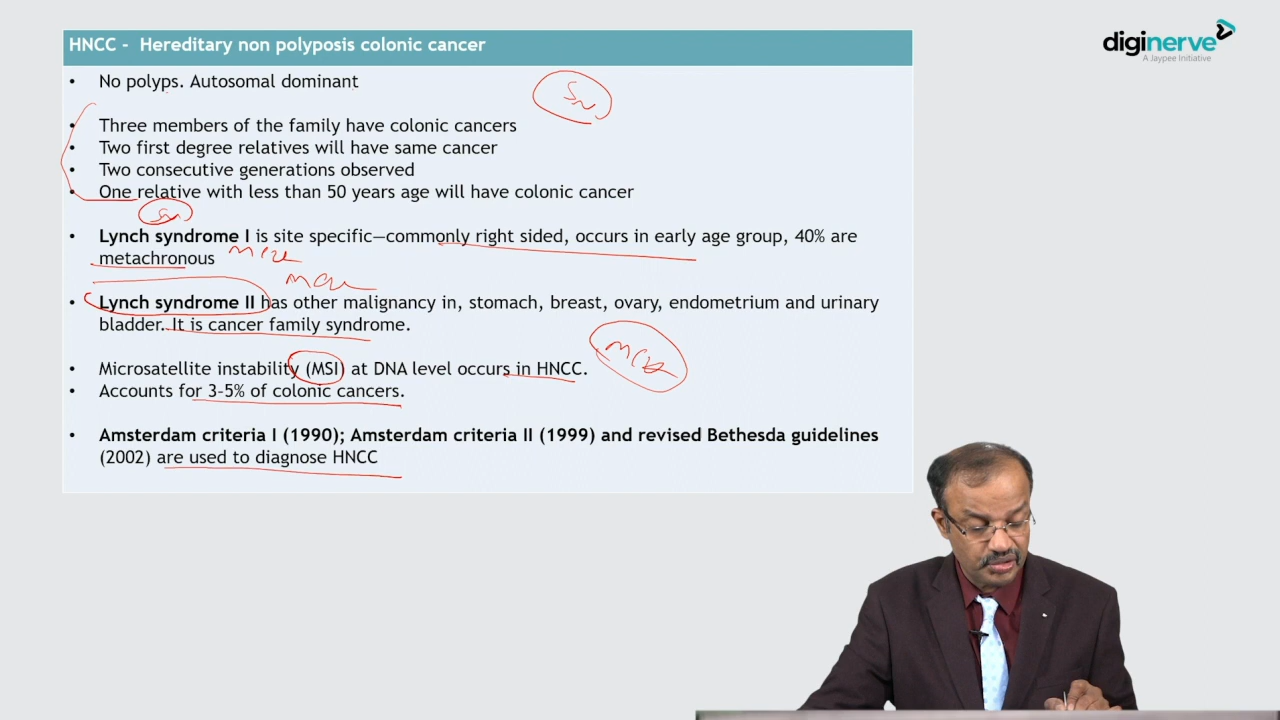 HNCC - Hereditary non polyposis colonic cancer
diginerve
A Jaypee Initiative
• No polyps. Autosomal dominant
• Three members of the family have colonic cancers
• Two first degree relatives will have same cancer
• Two consecutive generations observed
• One relative with less than 50 years age will have colonic cancer
• Lynch syndrome I is site specific—commonly right sided, occurs in early age group, 40% are
metachronous
• Lynch syndrome II has other malignancy in, stomach, breast, ovary, endometrium and urinary
bladder. It is cancer family syndrome.
• Microsatellite instability (MSI) at DNA level occurs in HNCC.
• Accounts for 3-5% of colonic cancers.
• Amsterdam criteria I (1990); Amsterdam criteria II (1999) and revised Bethesda guidelines
(2002) are used to diagnose HNCC